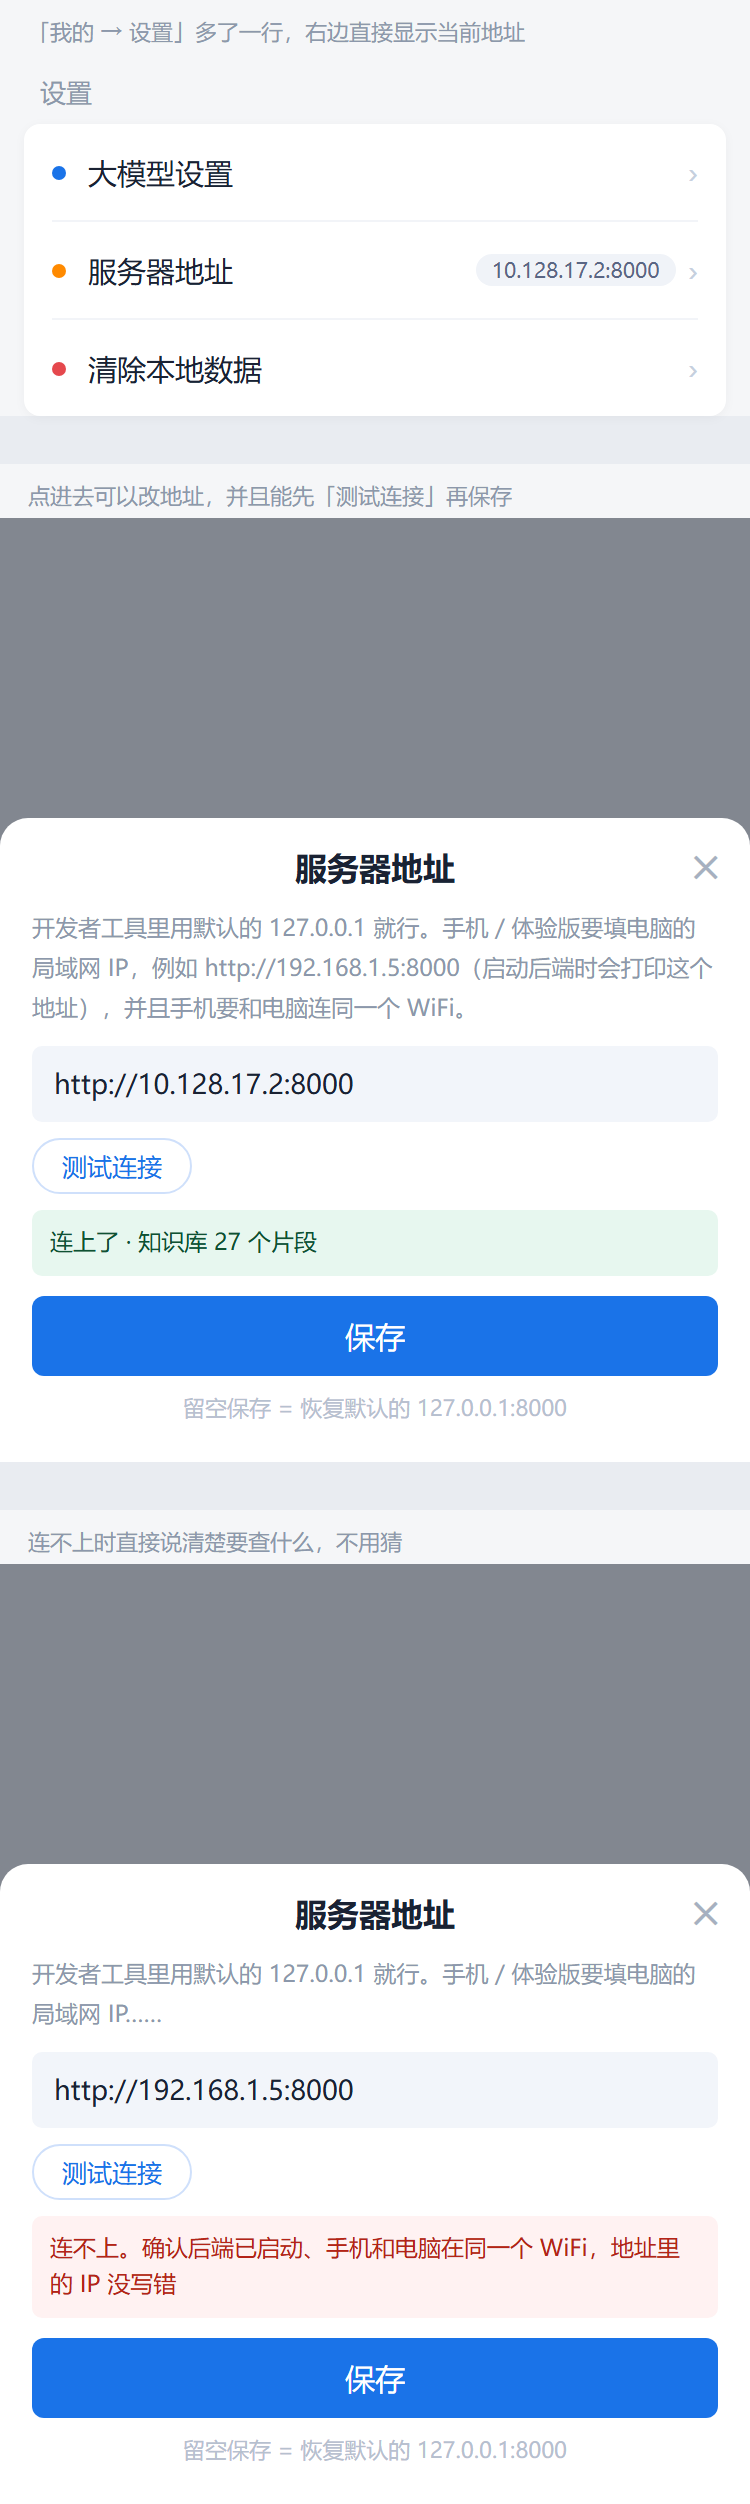 「我的 → 设置」多了一行，右边直接显示当前地址
设置
大模型设置 ›
服务器地址 10.128.17.2:8000 ›
清除本地数据 ›
点进去可以改地址，并且能先「测试连接」再保存
服务器地址 ×
开发者工具里用默认的 127.0.0.1 就行。手机 / 体验版要填电脑的
局域网 IP，例如 http://192.168.1.5:8000（启动后端时会打印这个
地址），并且手机要和电脑连同一个 WiFi。
http://10.128.17.2:8000
测试连接
连上了 · 知识库 27 个片段
保存
留空保存 = 恢复默认的 127.0.0.1:8000
连不上时直接说清楚要查什么，不用猜
服务器地址 ×
开发者工具里用默认的 127.0.0.1 就行。手机 / 体验版要填电脑的
局域网 IP……
http://192.168.1.5:8000
测试连接
连不上。确认后端已启动、手机和电脑在同一个 WiFi，地址里
的 IP 没写错
保存
留空保存 = 恢复默认的 127.0.0.1:8000